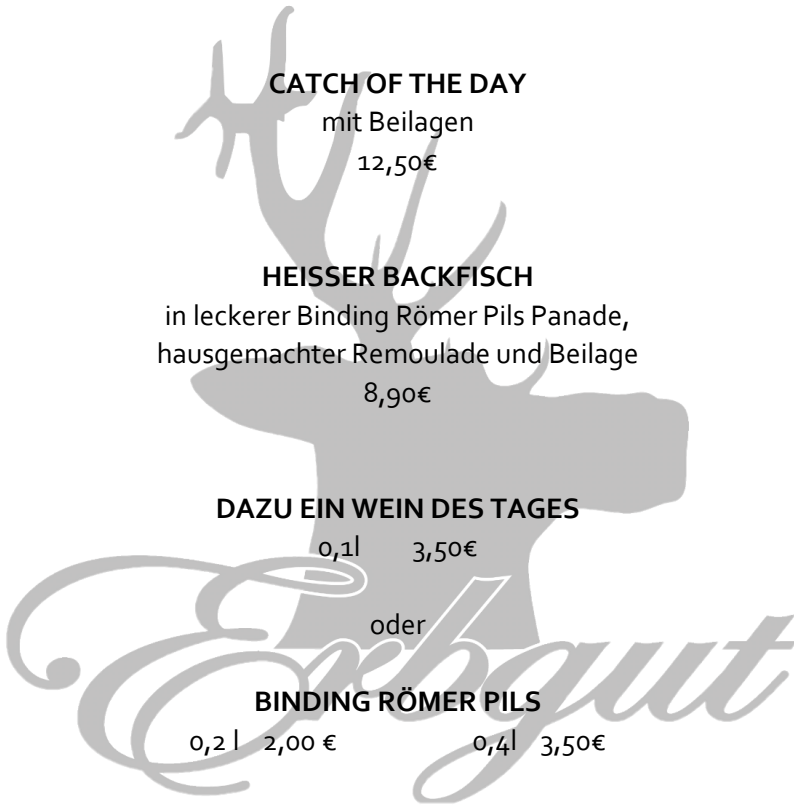 CATCH OF THE DAY
mit Beilagen
12,50€
HEISSER BACKFISCH
in leckerer Binding Römer Pils Panade,
hausgemachter Remoulade und Beilage
8,90€
DAZU EIN WEIN DES TAGES
0,1l 3,50€
oder
Erbgut
BINDING RÖMER PILS
0,2 l 2,00 € 0,4l 3,50€